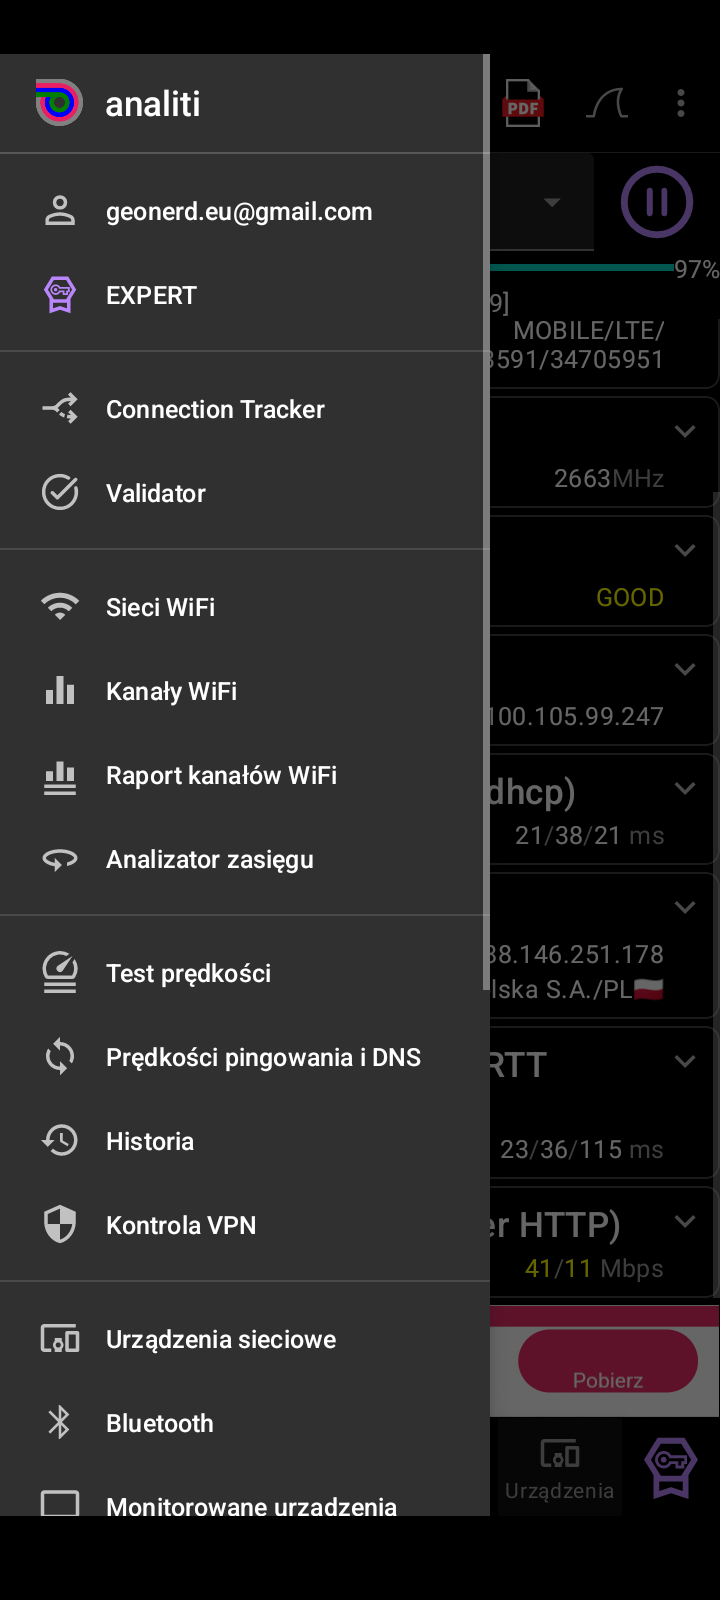 analiti
PDF
geonerd.eu@gmail.com
EXPERT
97%
9]
MOBILE/LTE/
3591/34705951
Connection Tracker
Validator
2663MHz
Sieci WiFi
GOOD
Kanały WiFi
100.105.99.247
Raport kanałów WiFi
dhcp)
21/38/21 ms
Analizator zasięgu
38.146.251.178
Test prędkości
lska S.A./PL
Prędkości pingowania i DNS
RTT
Historia
23/36/115 ms
Kontrola VPN
er HTTP)
41/11 Mbps
Urządzenia sieciowe
Pobierz
Bluetooth
Urządzenia
Monitorowane urządzenia